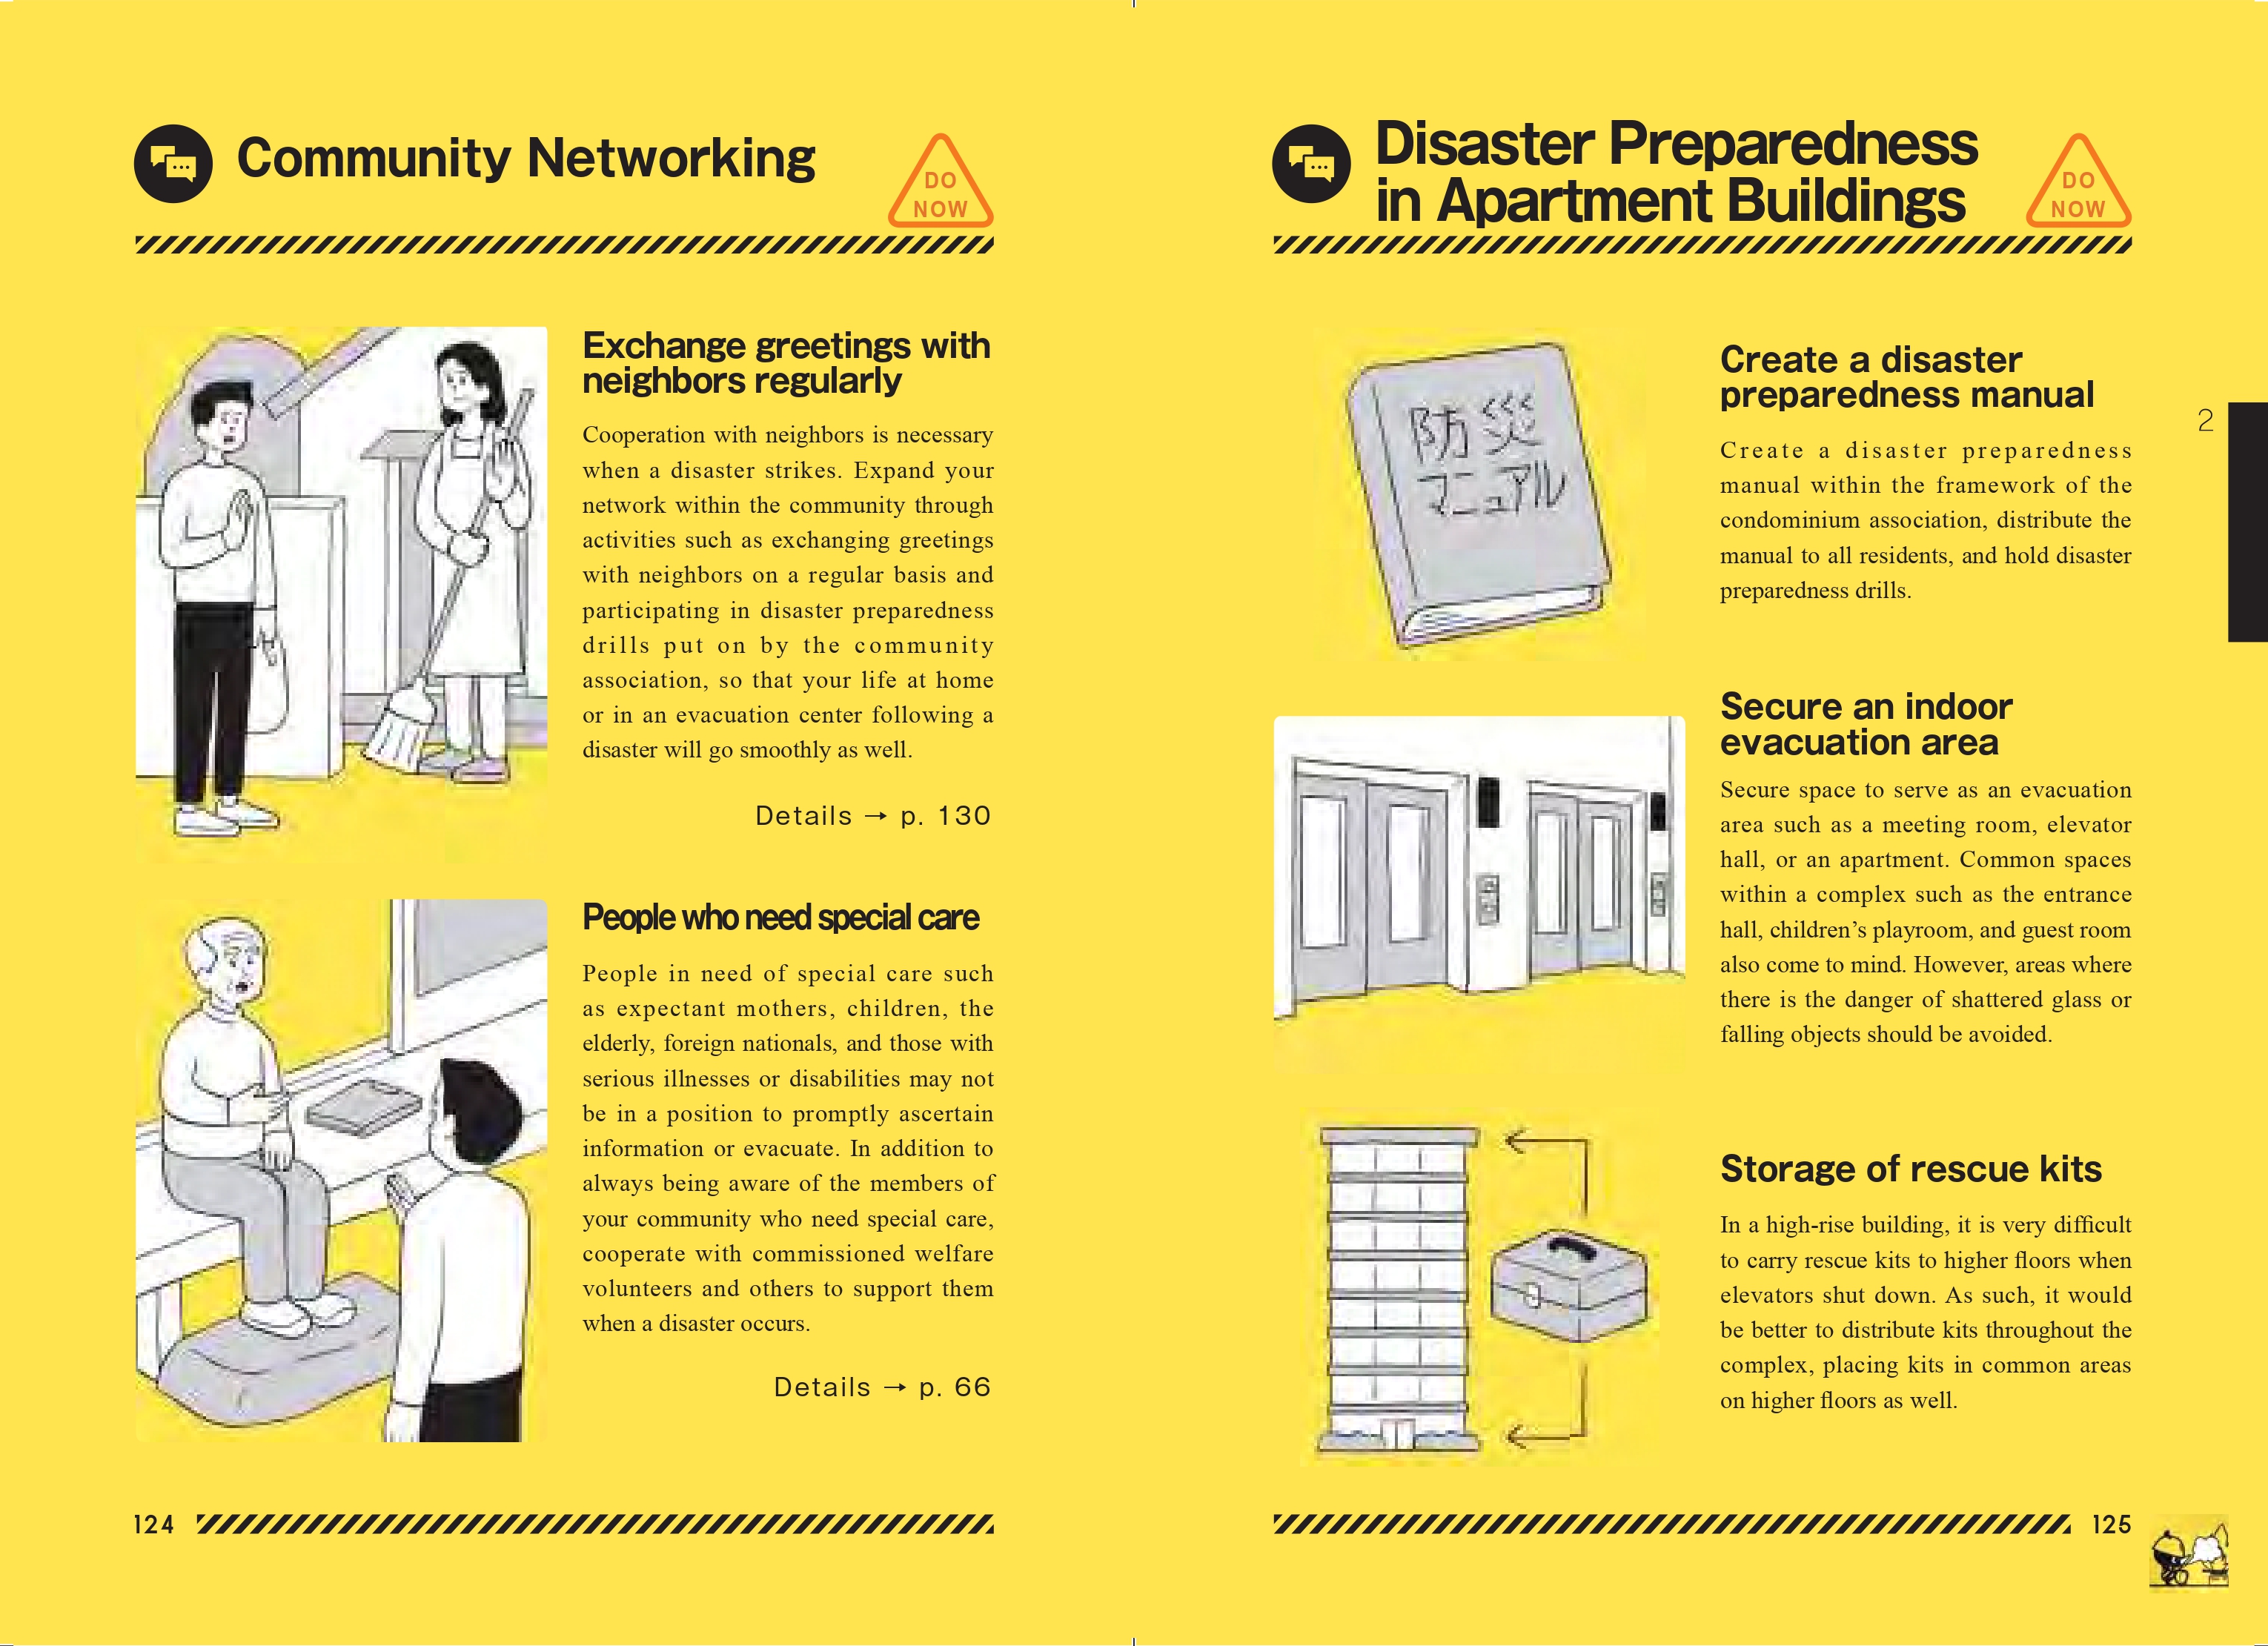 Community Networking
DO
NOW
Exchange greetings with
neighbors regularly
Cooperation with neighbors is necessary
when a disaster strikes. Expand your
network within the community through
activities such as exchanging greetings
with neighbors on a regular basis and
participating in disaster preparedness
drills put on by the community
association, so that your life at home
or in an evacuation center following a
disaster will go smoothly as well.
Details → p. 130
People who need special care
People in need of special care such
as expectant mothers, children, the
elderly, foreign nationals, and those with
serious illnesses or disabilities may not
be in a position to promptly ascertain
information or evacuate. In addition to
always being aware of the members of
your community who need special care,
cooperate with commissioned welfare
volunteers and others to support them
when a disaster occurs.
Details → p. 66
124
Disaster Preparedness
in Apartment Buildings
DO
NOW
防災
マニュアル
Create a disaster
preparedness manual
Create a disaster preparedness
manual within the framework of the
condominium association, distribute the
manual to all residents, and hold disaster
preparedness drills.
2
Secure an indoor
evacuation area
Secure space to serve as an evacuation
area such as a meeting room, elevator
hall, or an apartment. Common spaces
within a complex such as the entrance
hall, children’s playroom, and guest room
also come to mind. However, areas where
there is the danger of shattered glass or
falling objects should be avoided.
Storage of rescue kits
In a high-rise building, it is very difficult
to carry rescue kits to higher floors when
elevators shut down. As such, it would
be better to distribute kits throughout the
complex, placing kits in common areas
on higher floors as well.
125